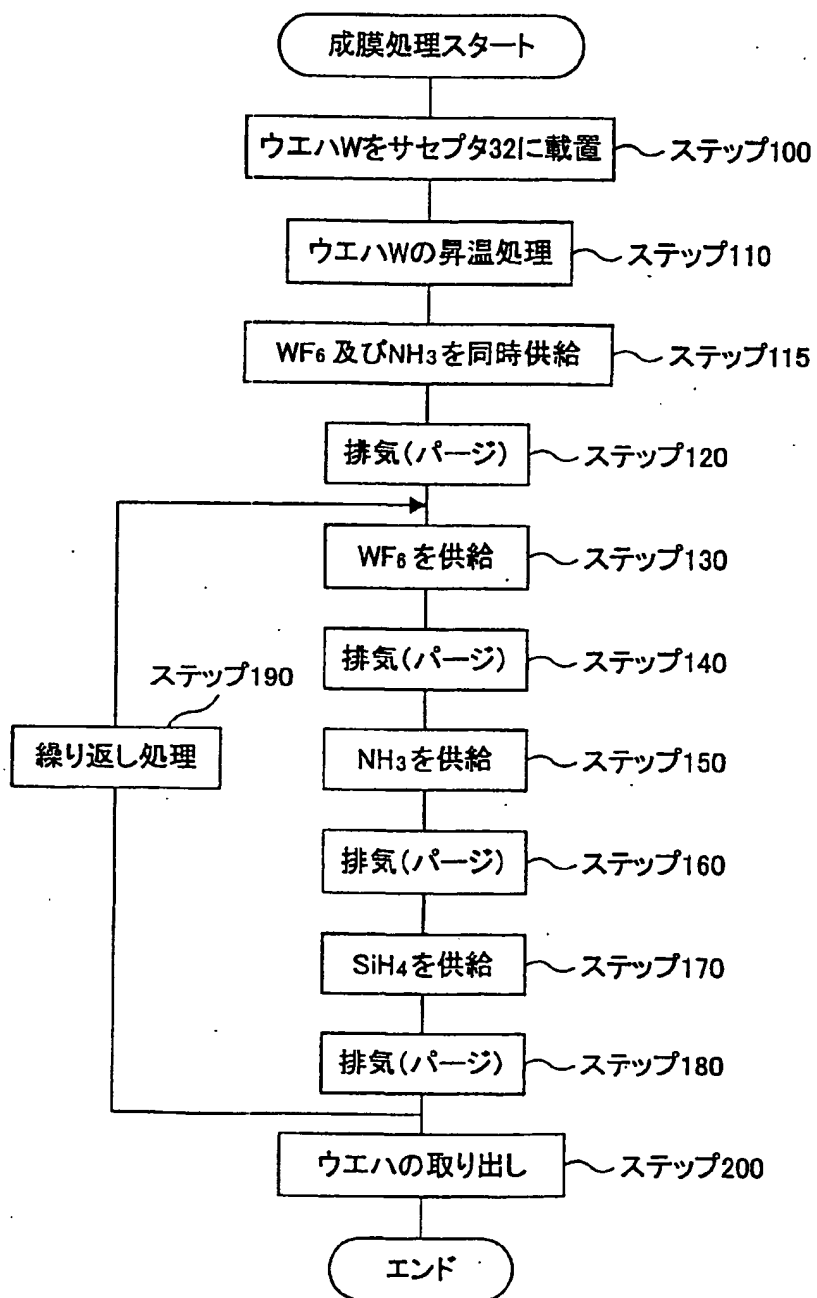 成膜処理スタート
ウエハWをサセプタ32に載置
ステップ100
ウエハWの昇温処理
ステップ110
WF₆及びNH₃を同時供給
ステップ115
排気(パージ)
ステップ120
WF₆を供給
ステップ130
排気(パージ)
ステップ140
ステップ190
繰り返し処理
NH₃を供給
ステップ150
排気(パージ)
ステップ160
SiH₄を供給
ステップ170
排気(パージ)
ステップ180
ウエハの取り出し
ステップ200
エンド